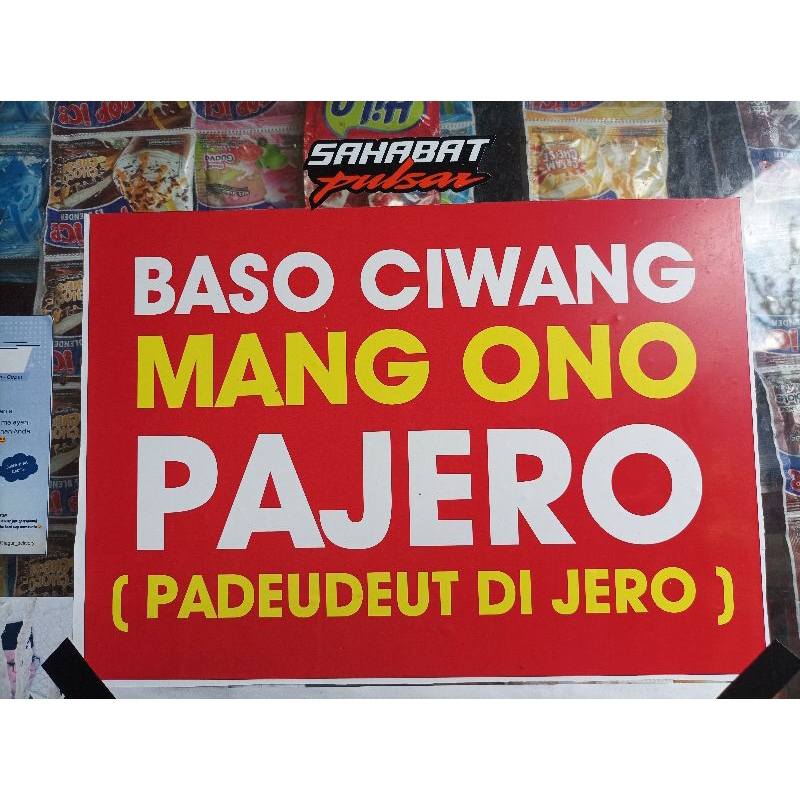 SAHABAT
pulsar
BASO CIWANG
MANG ONO
PAJERO
( PADEUDEUT DI JERO )